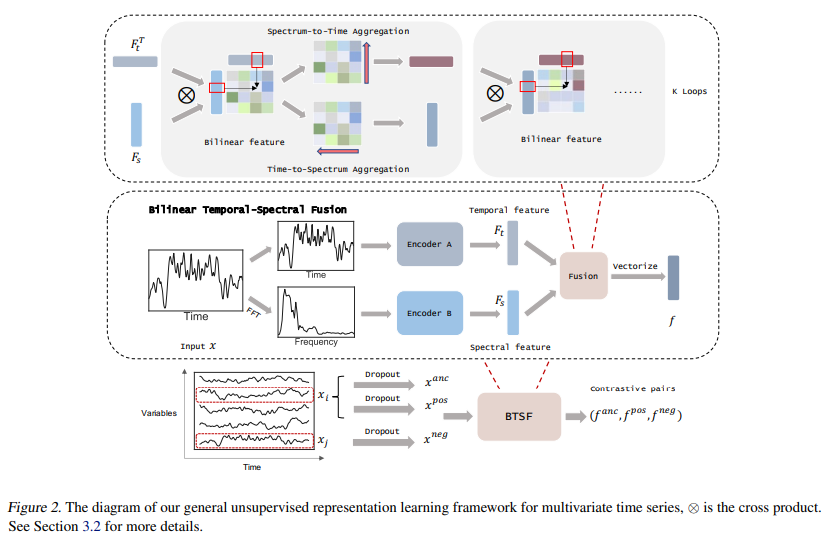 Spectrum-to-Time Aggregation
F_t^T
⊗
F_s
Bilinear feature
Time-to-Spectrum Aggregation
⊗
Bilinear feature
......
K Loops
Bilinear Temporal-Spectral Fusion
Time
Input x
FFT
Time
Frequency
Encoder A
Encoder B
Temporal feature
F_t
F_s
Spectral feature
Fusion
Vectorize
f
Variables
Time
x_i
x_j
Dropout
x^anc
Dropout
x^pos
Dropout
x^neg
BTSF
Contrastive pairs
(f^anc, f^pos, f^neg)
Figure 2. The diagram of our general unsupervised representation learning framework for multivariate time series, ⊗ is the cross product.
See Section 3.2 for more details.